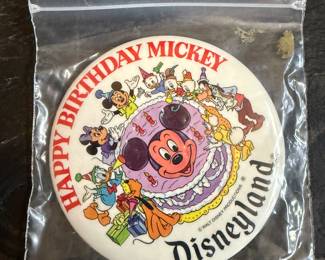 HAPPY BIRTHDAY MICKEY
Disneyland
© WALT DISNEY PRODUCTIONS